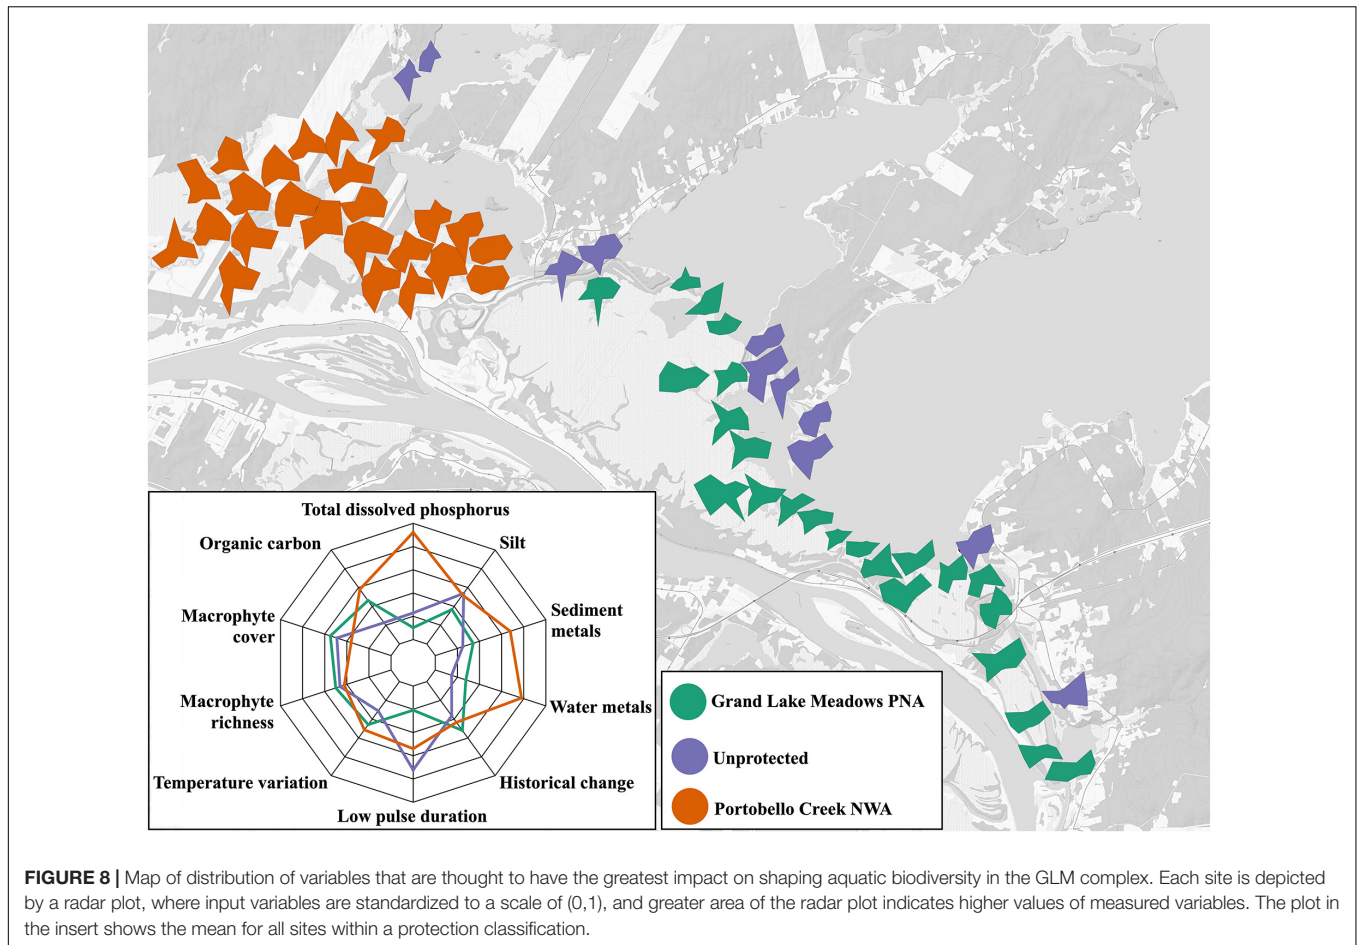 Total dissolved phosphorus
Organic carbon
Silt
Macrophyte
cover
Sediment
metals
Macrophyte
richness
Water metals
Temperature variation
Historical change
Low pulse duration
Grand Lake Meadows PNA
Unprotected
Portobello Creek NWA
FIGURE 8 | Map of distribution of variables that are thought to have the greatest impact on shaping aquatic biodiversity in the GLM complex. Each site is depicted
by a radar plot, where input variables are standardized to a scale of (0,1), and greater area of the radar plot indicates higher values of measured variables. The plot in
the insert shows the mean for all sites within a protection classification.